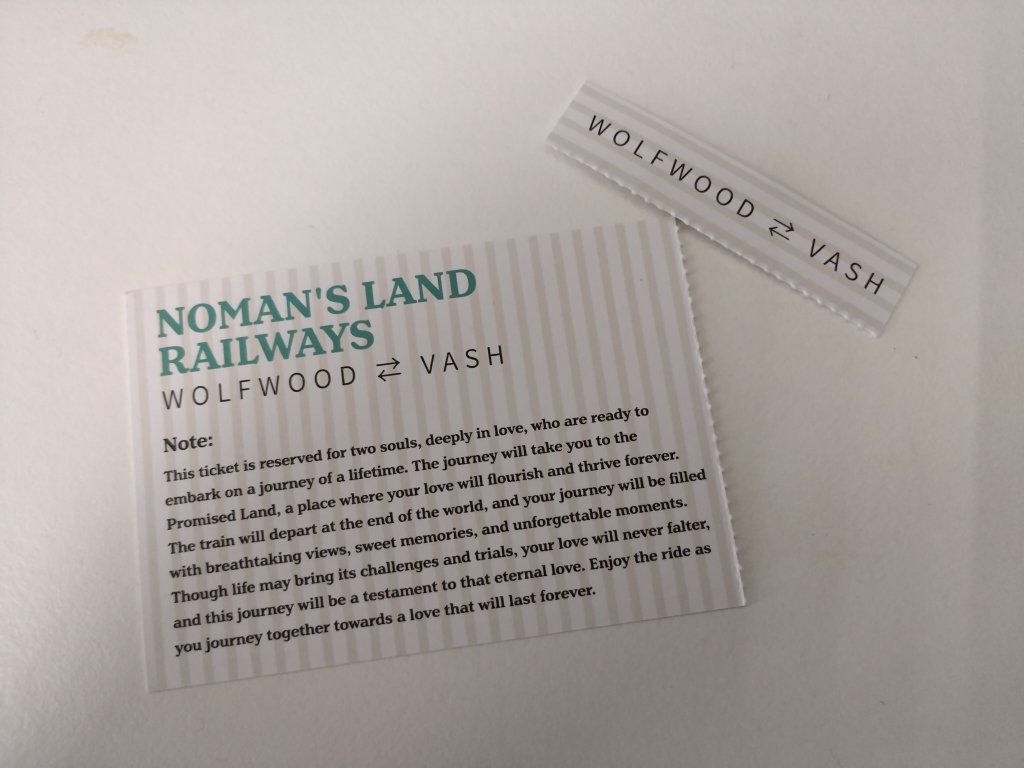 WOLFWOOD ⇄ VASH
NOMAN'S LAND
RAILWAYS
WOLFWOOD ⇄ VASH
Note:
This ticket is reserved for two souls, deeply in love, who are ready to
embark on a journey of a lifetime. The journey will take you to the
Promised Land, a place where your love will flourish and thrive forever.
The train will depart at the end of the world, and your journey will be filled
with breathtaking views, sweet memories, and unforgettable moments.
Though life may bring its challenges and trials, your love will never falter,
and this journey will be a testament to that eternal love. Enjoy the ride as
you journey together towards a love that will last forever.